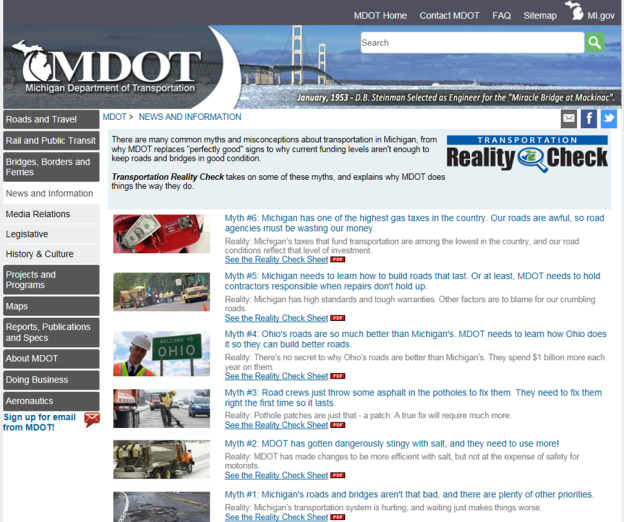 MDOT Home Contact MDOT FAQ Sitemap MI.gov
Search
MDOT
Michigan Department of Transportation
January, 1953 - D.B. Steinman Selected as Engineer for the "Miracle Bridge at Mackinac".
Roads and Travel
Rail and Public Transit
Bridges, Borders and
Ferries
News and Information
Media Relations
Legislative
History & Culture
Projects and
Programs
Maps
Reports, Publications
and Specs
About MDOT
Doing Business
Aeronautics
Sign up for email
from MDOT!
MDOT > NEWS AND INFORMATION
There are many common myths and misconceptions about transportation in Michigan, from
why MDOT replaces "perfectly good" signs to why current funding levels aren't enough to
keep roads and bridges in good condition.
Transportation Reality Check takes on some of these myths, and explains why MDOT does
things the way they do.
TRANSPORTATION
Reality Check
Myth #6: Michigan has one of the highest gas taxes in the country. Our roads are awful, so road
agencies must be wasting our money.
Reality: Michigan's taxes that fund transportation are among the lowest in the country, and our road
conditions reflect that level of investment.
See the Reality Check Sheet PDF
Myth #5: Michigan needs to learn how to build roads that last. Or at least, MDOT needs to hold
contractors responsible when repairs don't hold up.
Reality: Michigan has high standards and tough warranties. Other factors are to blame for our crumbling
roads.
See the Reality Check Sheet PDF
WELCOME TO
OHIO
Myth #4: Ohio's roads are so much better than Michigan's. MDOT needs to learn how Ohio does
it so they can build better roads.
Reality: There's no secret to why Ohio's roads are better than Michigan's. They spend $1 billion more each
year on them.
See the Reality Check Sheet PDF
Myth #3: Road crews just throw some asphalt in the potholes to fix them. They need to fix them
right the first time so it lasts.
Reality: Pothole patches are just that - a patch. A true fix will require much more.
See the Reality Check Sheet PDF
Myth #2: MDOT has gotten dangerously stingy with salt, and they need to use more!
Reality: MDOT has made changes to be more efficient with salt, but not at the expense of safety for
motorists.
See the Reality Check Sheet PDF
Myth #1: Michigan's roads and bridges aren't that bad, and there are plenty of other priorities.
Reality: Michigan's transportation system is hurting, and waiting just makes things worse.
See the Reality Check Sheet PDF